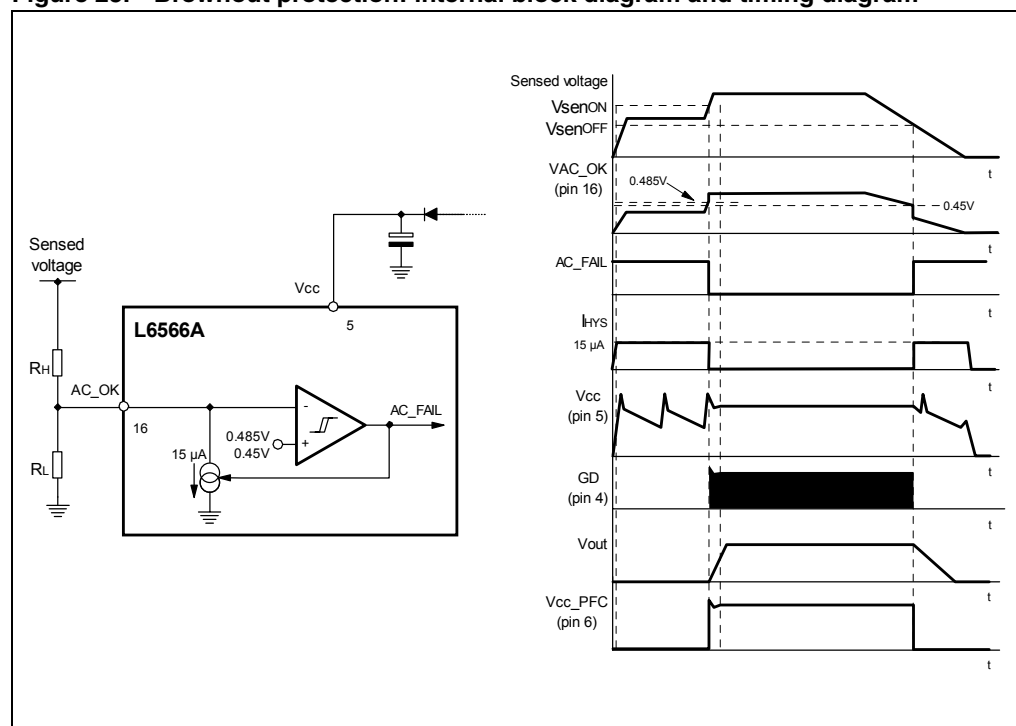 Figure 23. Brownout protection: internal block diagram and timing diagram
Sensed
voltage
RH
RL
AC_OK
16
L6566A
Vcc
5
15 µA
0.485V
0.45V
-
+
AC_FAIL
Sensed voltage
VsenON
VsenOFF
t
VAC_OK
(pin 16)
0.485V
0.45V
t
AC_FAIL
t
IHYS
15 µA
t
Vcc
(pin 5)
t
GD
(pin 4)
t
Vout
t
Vcc_PFC
(pin 6)
t